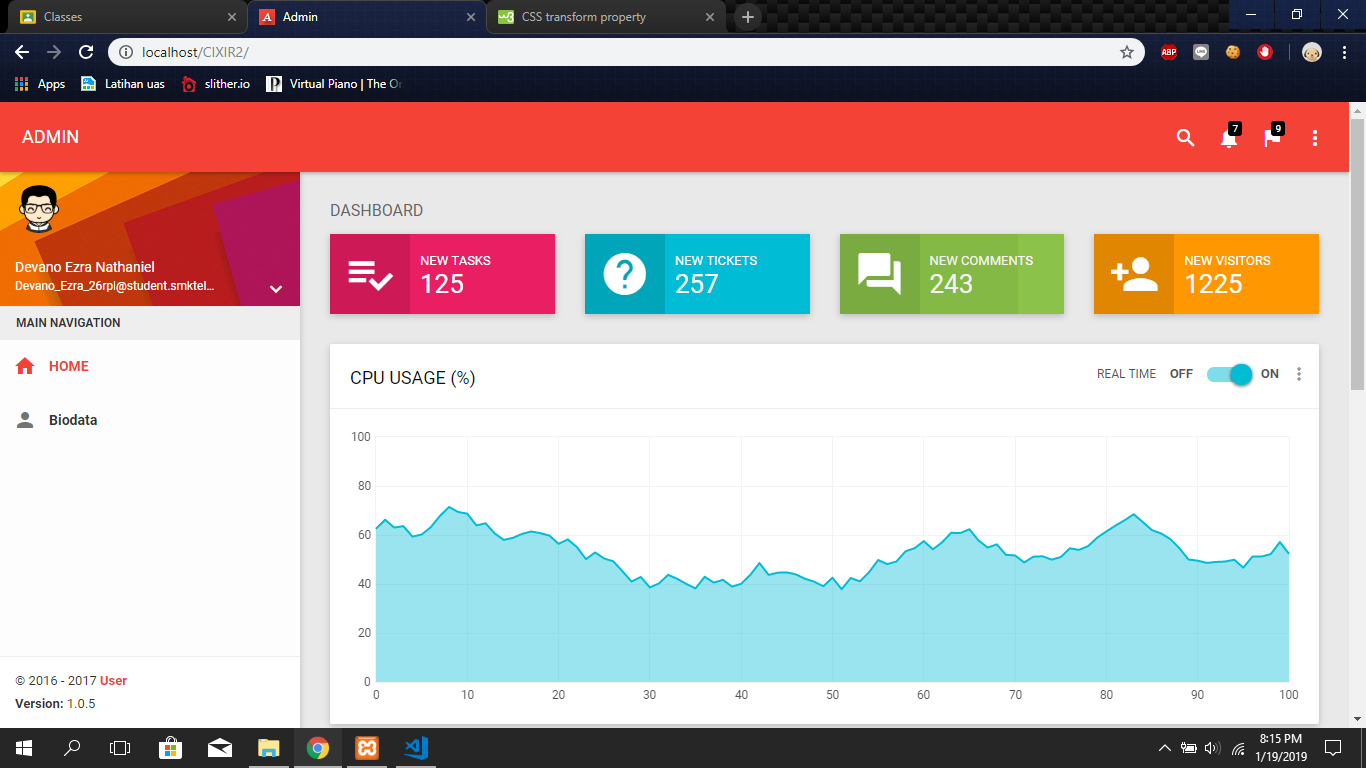 Classes
Admin
CSS transform property
localhost/CIXIR2/
ABP
Apps
Latihan uas
slither.io
Virtual Piano | The
ADMIN
7
9
Devano Ezra Nathaniel
Devano_Ezra_26rpl@student.smktel...
MAIN NAVIGATION
HOME
Biodata
© 2016 - 2017 User
Version: 1.0.5
DASHBOARD
NEW TASKS
125
NEW TICKETS
257
NEW COMMENTS
243
NEW VISITORS
1225
CPU USAGE (%)
REAL TIME OFF ON
100
80
60
40
20
0
0 10 20 30 40 50 60 70 80 90 100
8:15 PM
1/19/2019